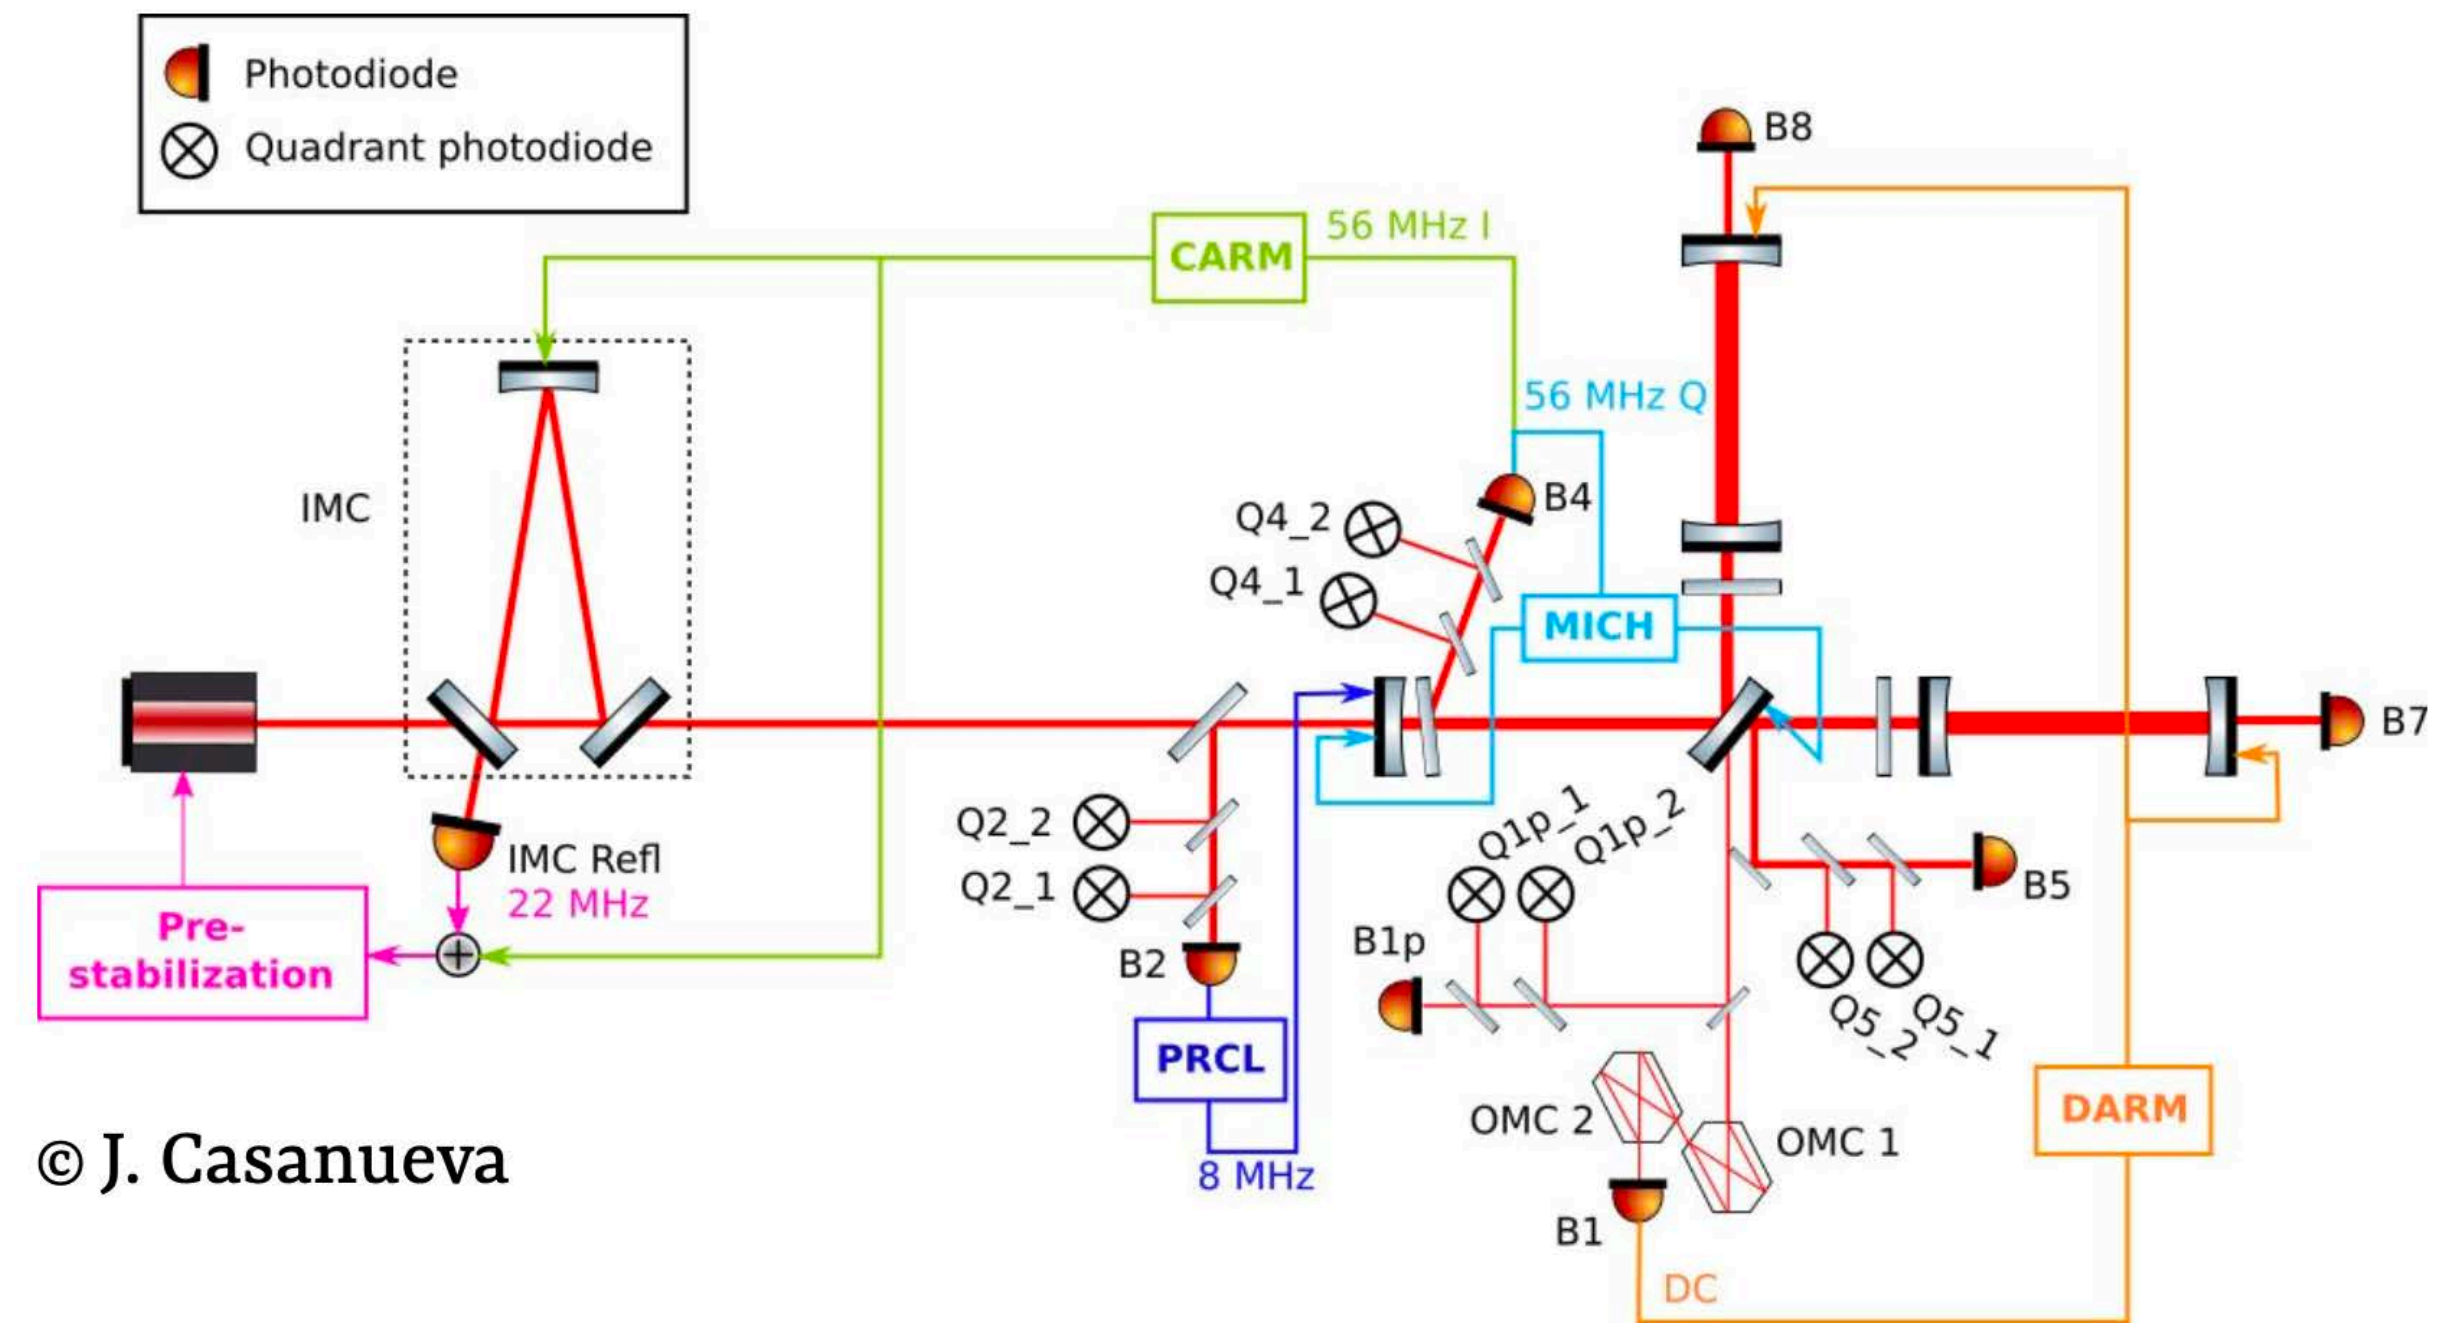 Photodiode
Quadrant photodiode
B8
56 MHz I
CARM
56 MHz Q
IMC
Q4_2
B4
Q4_1
MICH
B7
Q2_2
Q1p_1
Q1p_2
IMC Refl
22 MHz
Q2_1
B5
Pre-
stabilization
B1p
B2
Q5_2
Q5_1
PRCL
OMC 2
OMC 1
DARM
© J. Casanueva
8 MHz
B1
DC